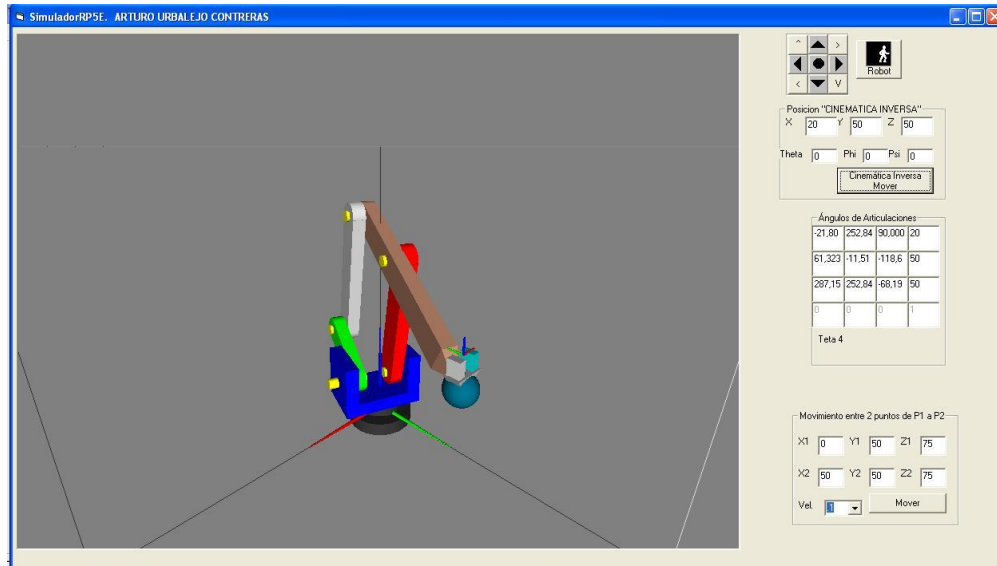 SimuladorRP5E. ARTURO URBALEJO CONTRERAS
^ >
< V
Robot
Posicion "CINEMATICA INVERSA"
X 20 Y 50 Z 50
Theta 0 Phi 0 Psi 0
Cinemática Inversa
Mover
Ángulos de Articulaciones
-21,80 252,84 90,000 20
61,323 -11,51 -118,6 50
287,15 252,84 -68,19 50
0 0 0 1
Teta 4
Movimiento entre 2 puntos de P1 a P2
X1 0 Y1 50 Z1 75
X2 50 Y2 50 Z2 75
Vel. 1 Mover